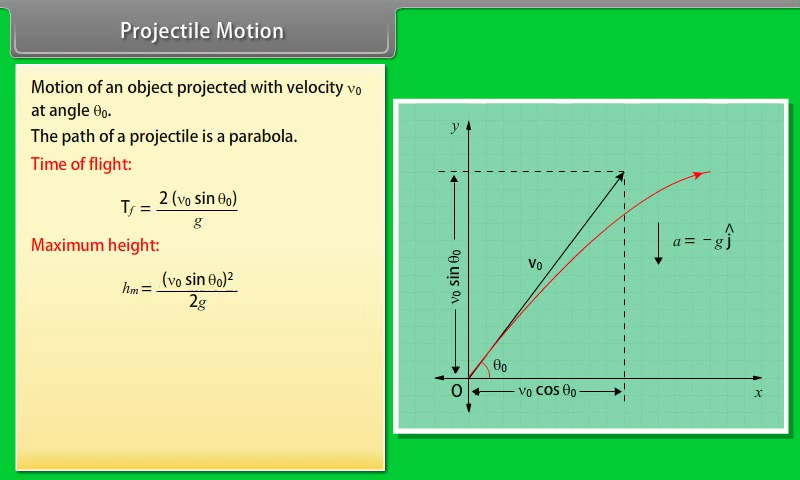 Projectile Motion
Motion of an object projected with velocity v₀
at angle θ₀.
The path of a projectile is a parabola.
Time of flight:
T_f = 2 (v₀ sin θ₀) / g
Maximum height:
h_m = (v₀ sin θ₀)² / 2g
y
v₀ sin θ₀
v₀
a = − g ĵ
θ₀
O
v₀ cos θ₀
x